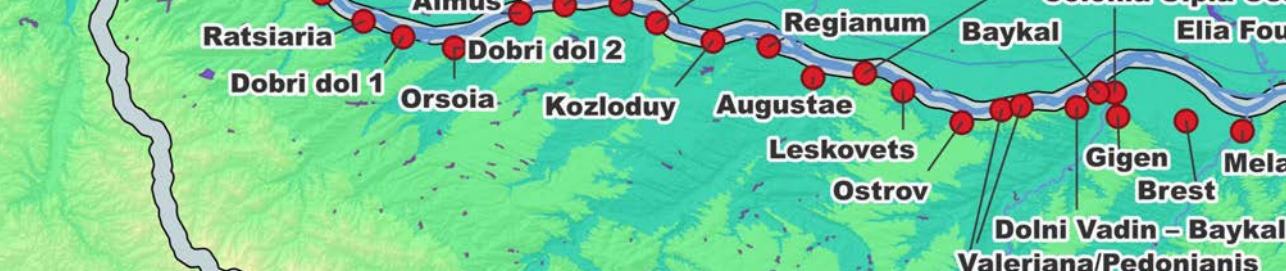 Almus
Ratsiaria
Dobri dol 1
Orsoia
Dobri dol 2
Kozloduy
Regianum
Augustae
Leskovets
Ostrov
Baykal
Elia
Gigen
Brest
Dolni Vadin – Baykal
Valeriana/Pedonianis